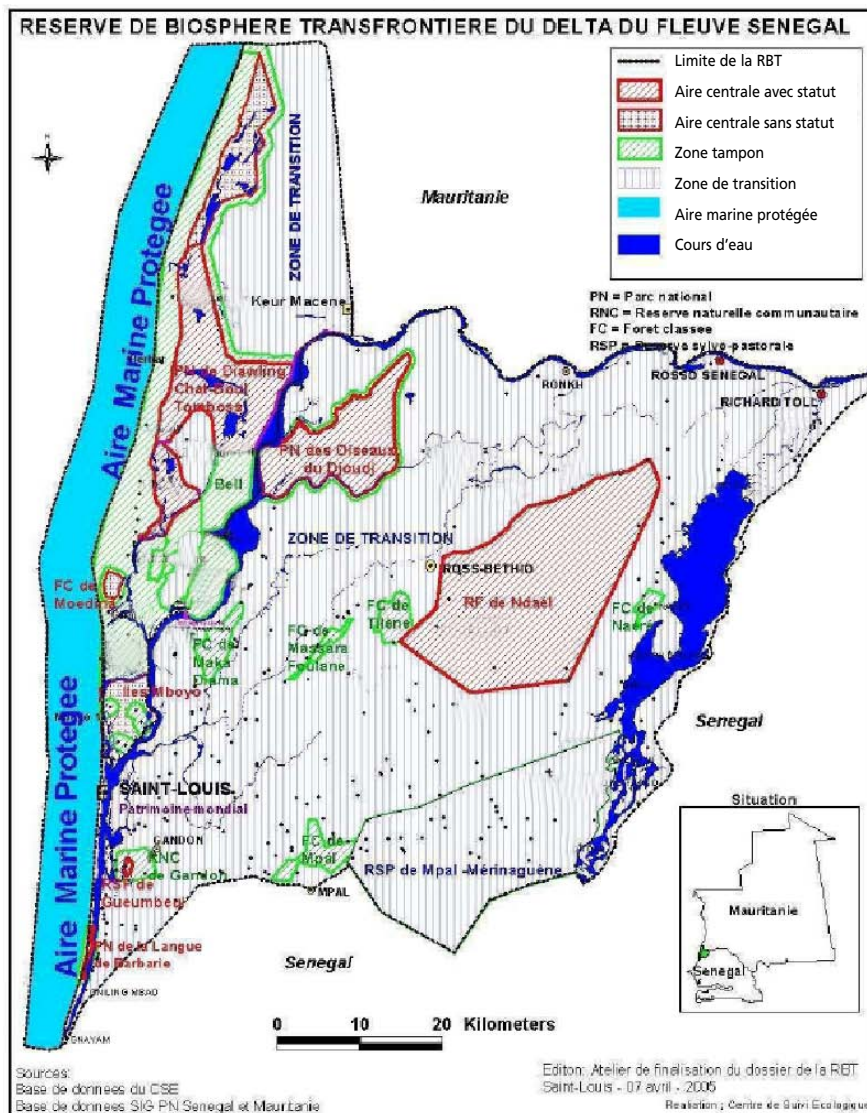 RESERVE DE BIOSPHERE TRANSFRONTIERE DU DELTA DU FLEUVE SENEGAL
Limite de la RBT
Aire centrale avec statut
Aire centrale sans statut
Zone tampon
Zone de transition
Aire marine protégée
Cours d'eau
PN = Parc national
RNC = Reserve naturelle communautaire
FC = Foret classee
RSP = Reserve sylvo-pastorale
N
Mauritanie
ZONE DE TRANSITION
Aire Marine Protegee
Keur Macene
PN de Diawling
Chat-Boul
RONKH
ROSSO SENEGAL
RICHARD TOLL
PN des Oiseaux
du Djoudj
Bell
ZONE DE TRANSITION
ROSS-BETHIO
RF de Ndaël
FC de
FC de
Tilene
FC de
Naere
FC de
Maka
Diama
FC de
Massara
Foulane
Iles Mboyo
Aire Marine Protegee
Senegal
SAINT-LOUIS
Patrimoine-mondial
GANDON
RNC
de Gandon
FC de
Mpal
MPAL
RSP de Mpal -Mérinaguène
RSP de
Gueumbeul
PN de la Langue
de Barbarie
GNAYAM
Senegal
Situation
Mauritanie
Senegal
0 10 20 Kilometers
Sources:
Base de donnees du CSE
Base de donnees SIG PN Senegal et Mauritanie
Editon: Atelier de finalisation du dossier de la RBT
Saint-Louis - 07 avril - 2005
Realisation : Centre de Suivi Ecologique